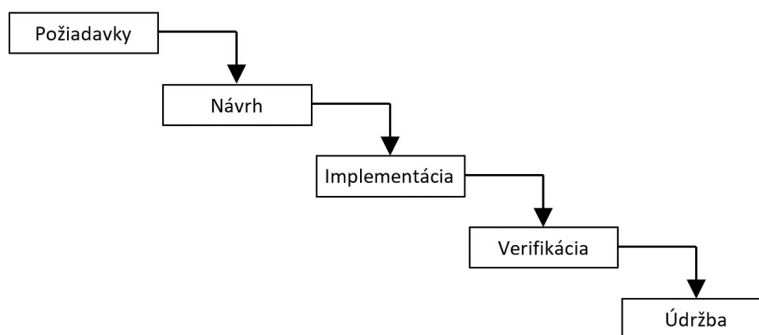 Požiadavky
Návrh
Implementácia
Verifikácia
Údržba